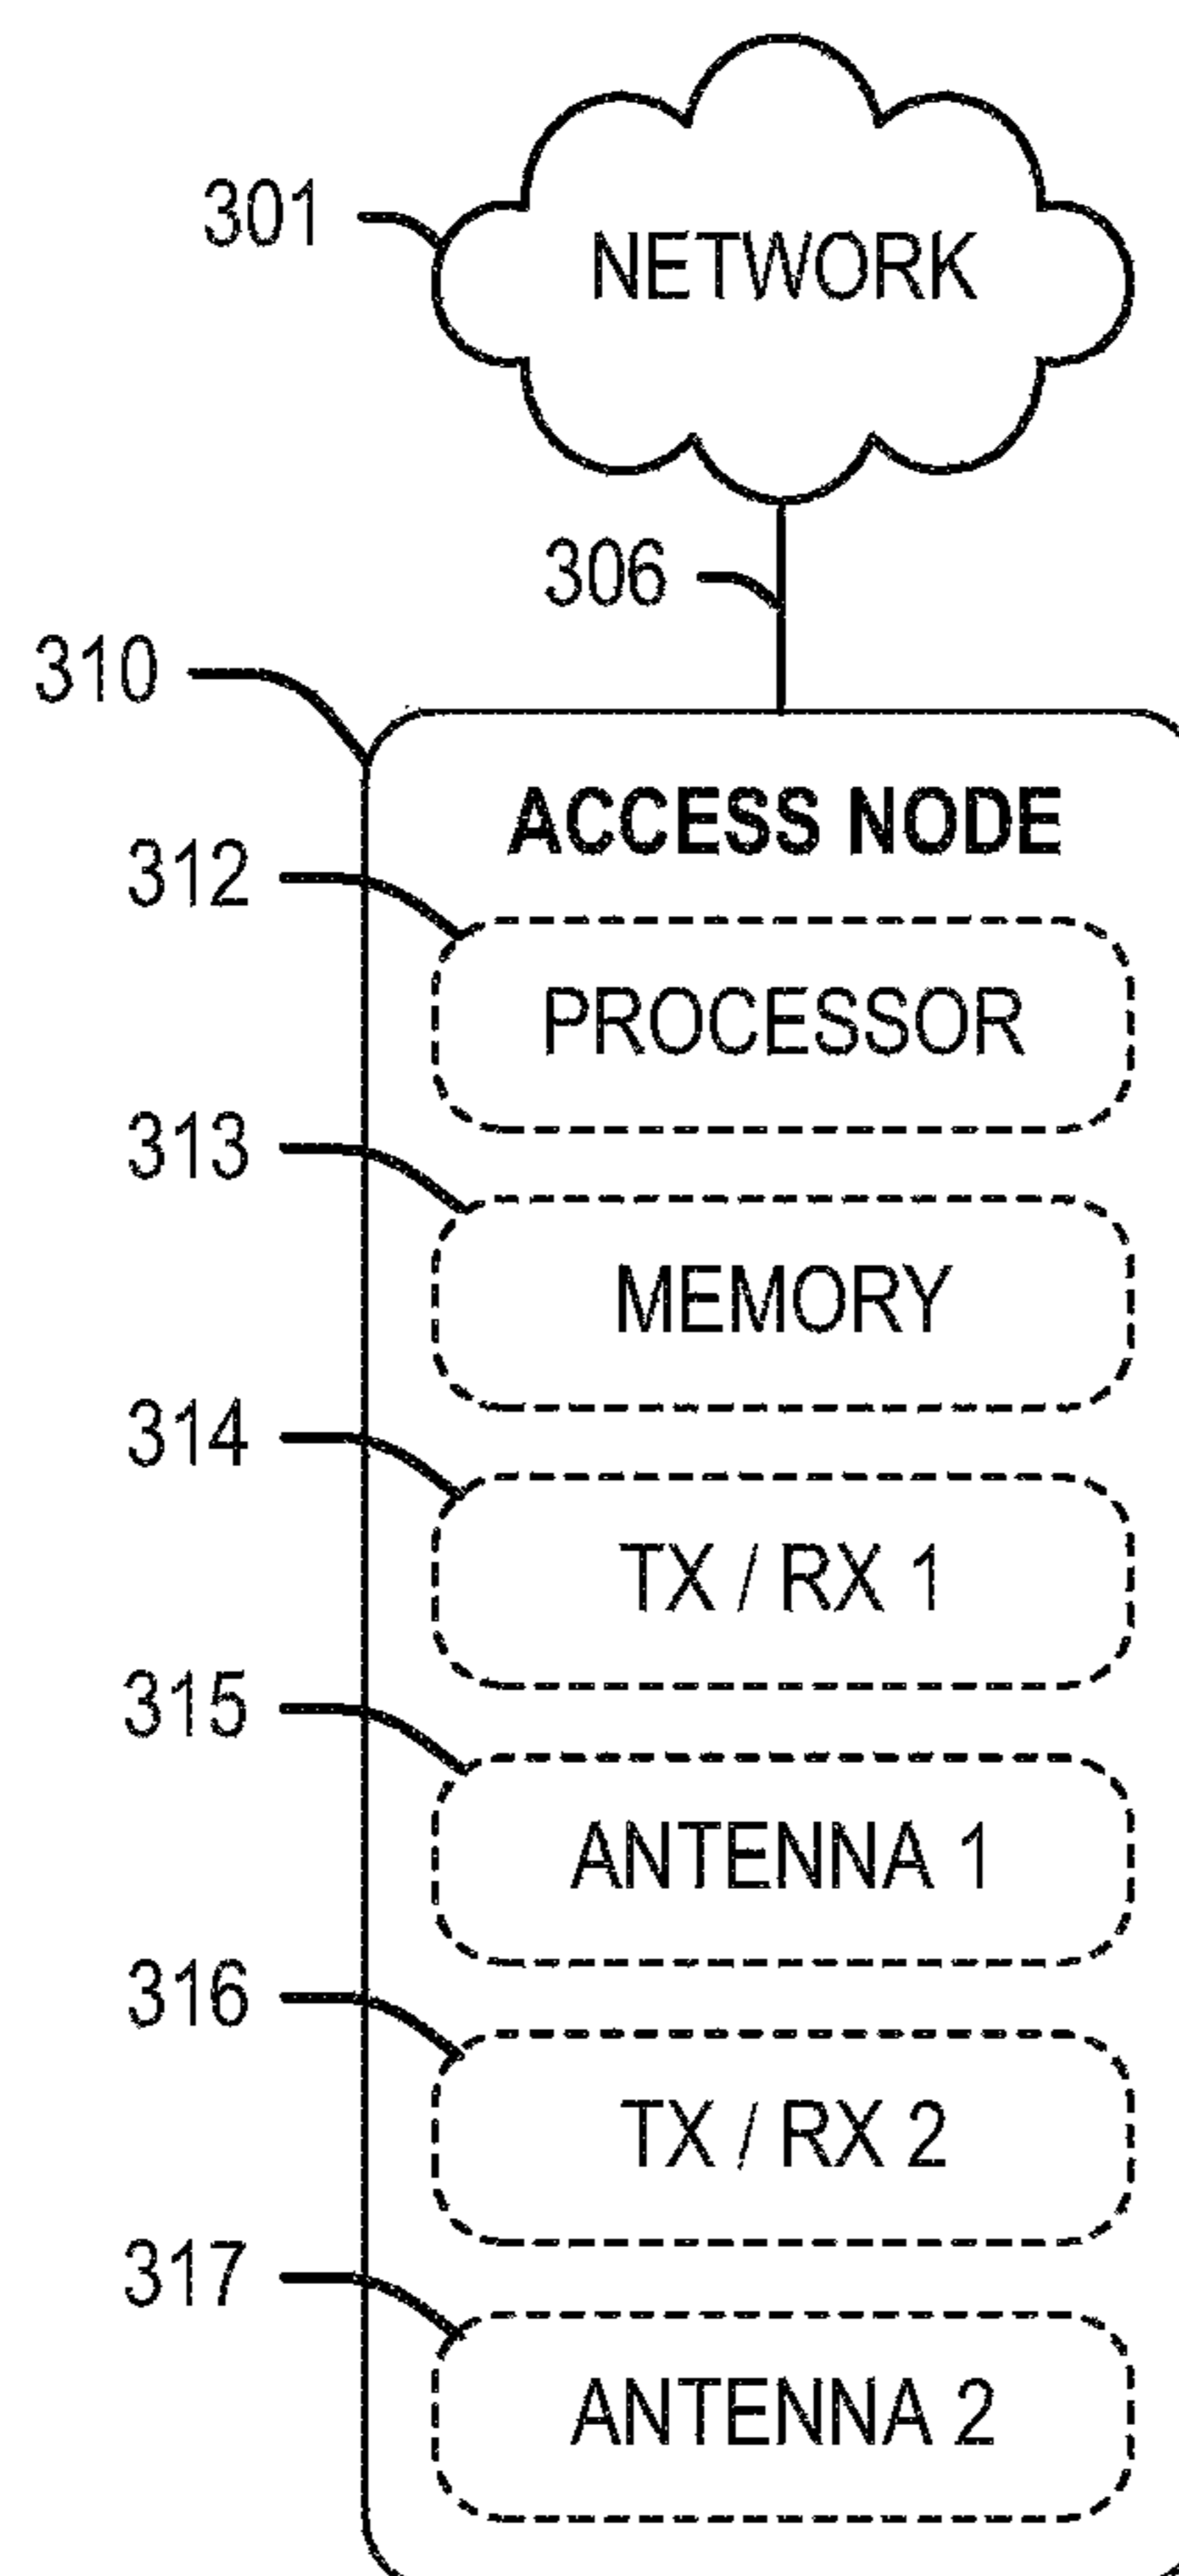 301
NETWORK
306
310
ACCESS NODE
312
PROCESSOR
313
MEMORY
314
TX / RX 1
315
ANTENNA 1
316
TX / RX 2
317
ANTENNA 2